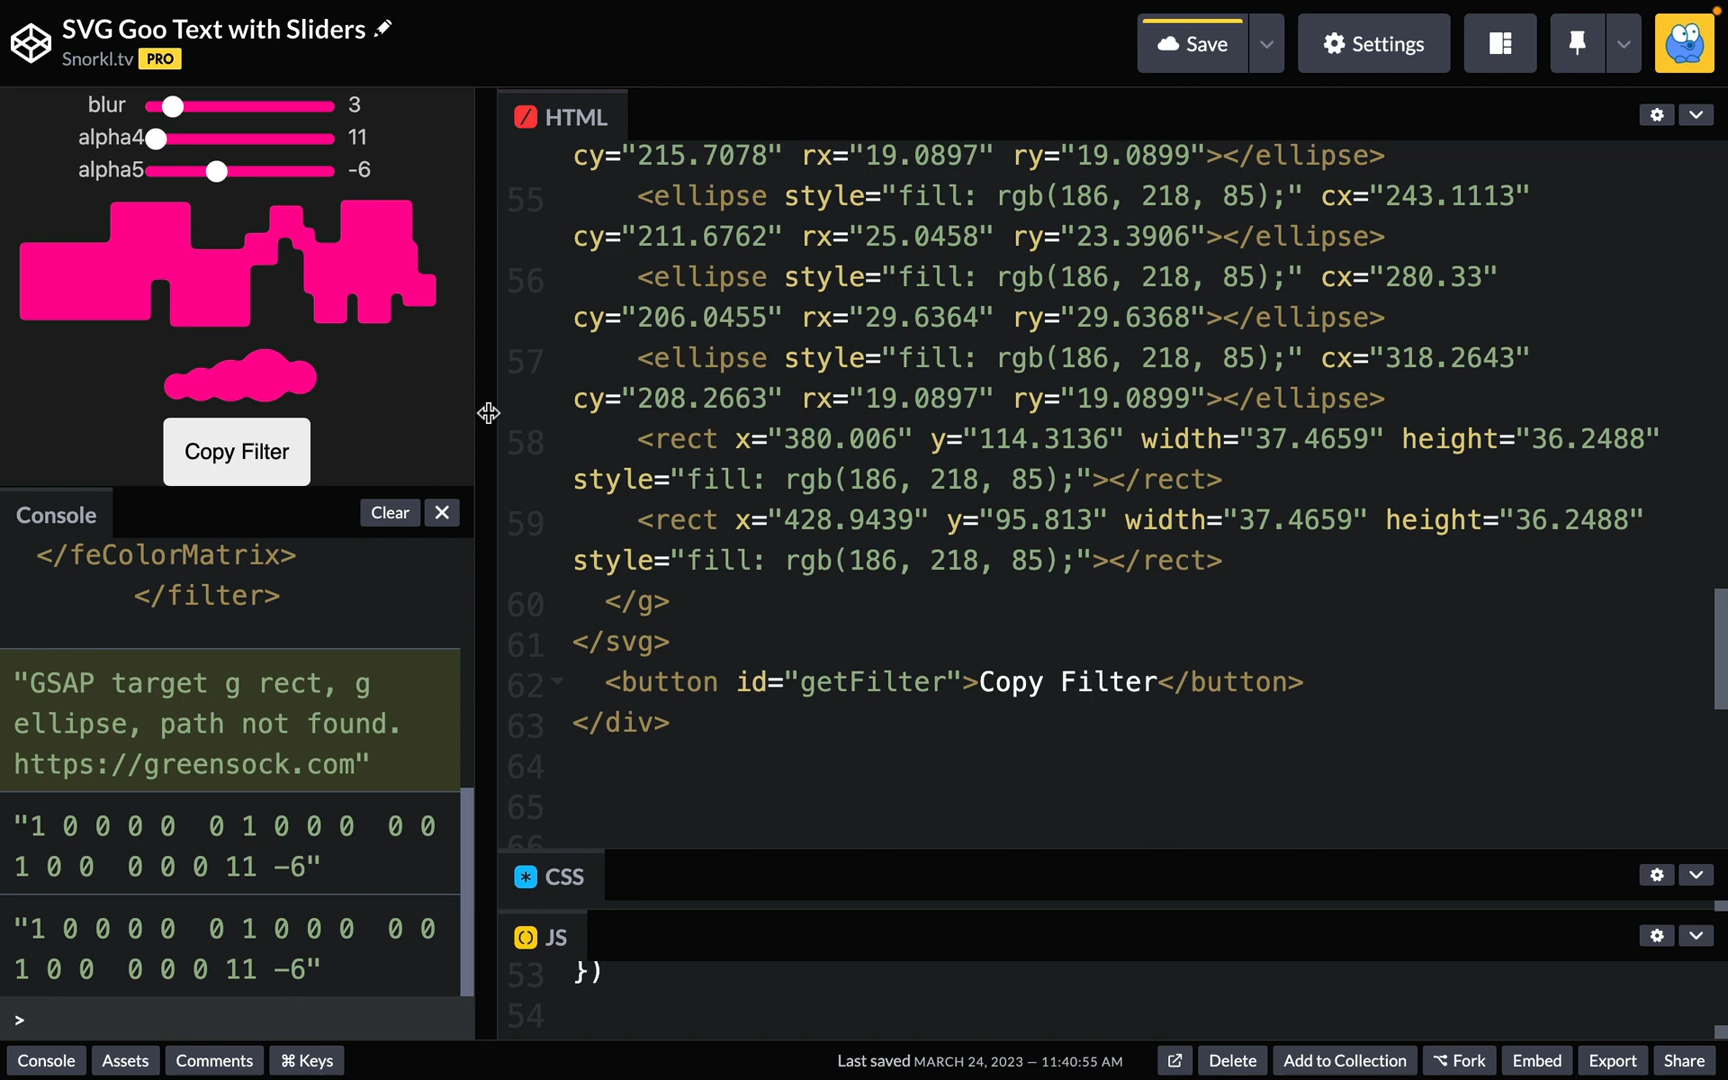 SVG Goo Text with Sliders
Snorkl.tv PRO
Save
Settings
blur 3
alpha4 11
alpha5 -6
Copy Filter
Console
Clear
</feColorMatrix>
</filter>
"GSAP target g rect, g
ellipse, path not found.
https://greensock.com"
"1 0 0 0 0  0 1 0 0 0  0 0
1 0 0  0 0 0 11 -6"
"1 0 0 0 0  0 1 0 0 0  0 0
1 0 0  0 0 0 11 -6"
>
HTML
cy="215.7078" rx="19.0897" ry="19.0899"></ellipse>
55 <ellipse style="fill: rgb(186, 218, 85);" cx="243.1113"
cy="211.6762" rx="25.0458" ry="23.3906"></ellipse>
56 <ellipse style="fill: rgb(186, 218, 85);" cx="280.33"
cy="206.0455" rx="29.6364" ry="29.6368"></ellipse>
57 <ellipse style="fill: rgb(186, 218, 85);" cx="318.2643"
cy="208.2663" rx="19.0897" ry="19.0899"></ellipse>
58 <rect x="380.006" y="114.3136" width="37.4659" height="36.2488"
style="fill: rgb(186, 218, 85);"></rect>
59 <rect x="428.9439" y="95.813" width="37.4659" height="36.2488"
style="fill: rgb(186, 218, 85);"></rect>
60 </g>
61 </svg>
62 <button id="getFilter">Copy Filter</button>
63 </div>
64
65
66
CSS
JS
53 })
54
Console
Assets
Comments
⌘ Keys
Last saved MARCH 24, 2023 — 11:40:55 AM
Delete
Add to Collection
Fork
Embed
Export
Share